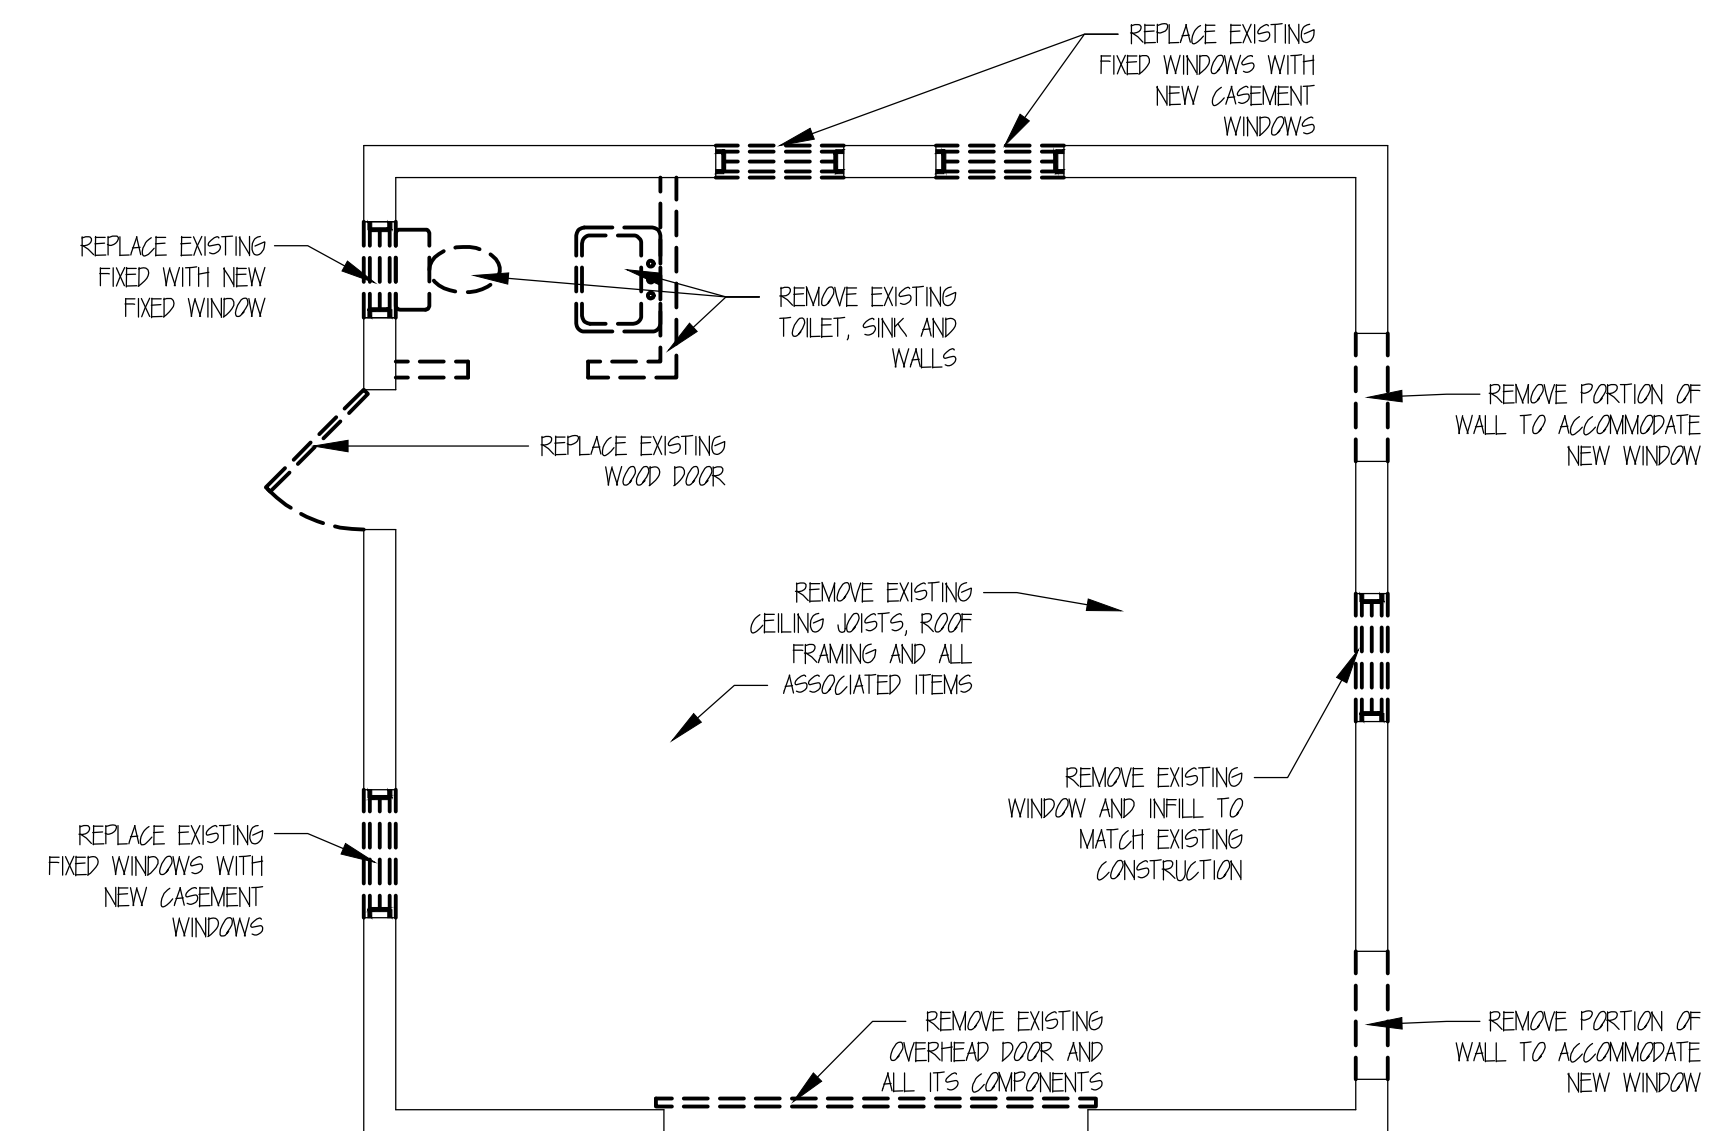 REPLACE EXISTING
FIXED WINDOWS WITH
NEW CASEMENT
WINDOWS
REPLACE EXISTING
FIXED WITH NEW
FIXED WINDOW
REMOVE EXISTING
TOILET, SINK AND
WALLS
REMOVE PORTION OF
WALL TO ACCOMMODATE
NEW WINDOW
REPLACE EXISTING
WOOD DOOR
REMOVE EXISTING
CEILING JOISTS, ROOF
FRAMING AND ALL
ASSOCIATED ITEMS
REMOVE EXISTING
WINDOW AND INFILL TO
MATCH EXISTING
CONSTRUCTION
REPLACE EXISTING
FIXED WINDOWS WITH
NEW CASEMENT
WINDOWS
REMOVE EXISTING
OVERHEAD DOOR AND
ALL ITS COMPONENTS
REMOVE PORTION OF
WALL TO ACCOMMODATE
NEW WINDOW